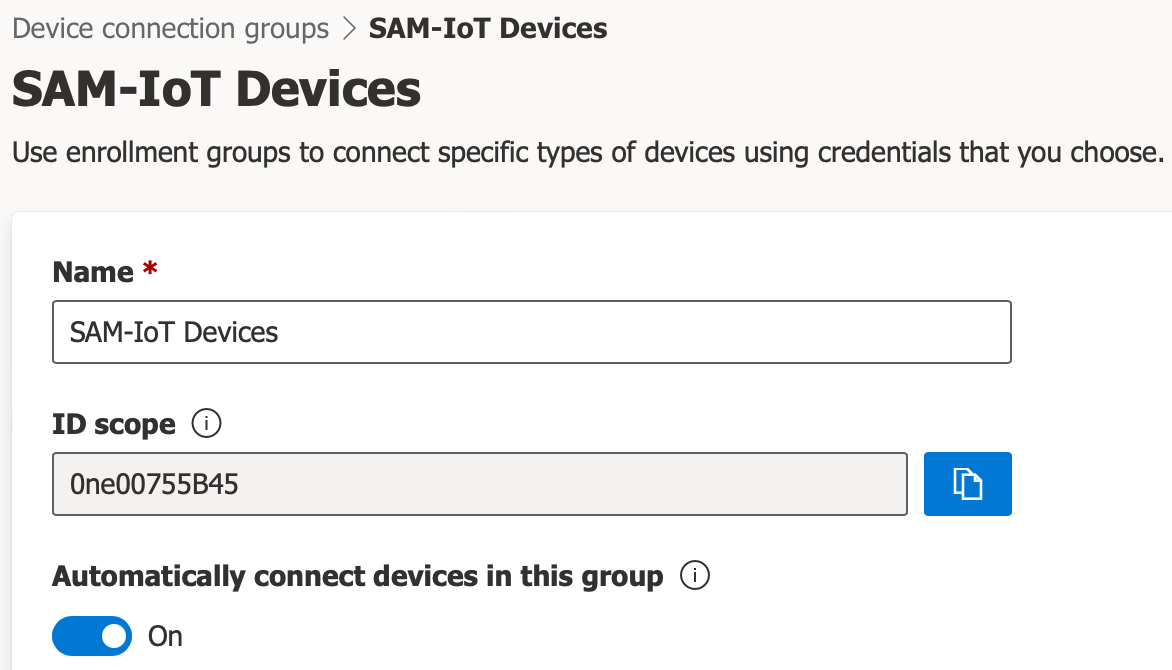 Device connection groups > SAM-IoT Devices
SAM-IoT Devices
Use enrollment groups to connect specific types of devices using credentials that you choose.
Name *
SAM-IoT Devices
ID scope
0ne00755B45
Automatically connect devices in this group
On